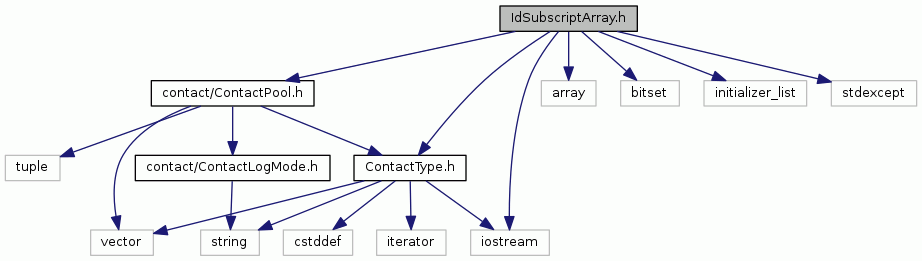 IdSubscriptArray.h
contact/ContactPool.h
array
bitset
initializer_list
stdexcept
tuple
contact/ContactLogMode.h
ContactType.h
vector
string
cstddef
iterator
iostream